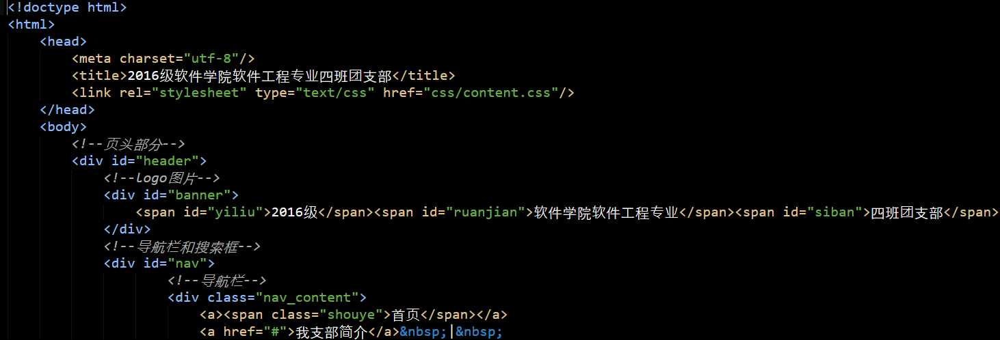 <!doctype html>
<html>
<head>
<meta charset="utf-8"/>
<title>2016级软件学院软件工程专业四班团支部</title>
<link rel="stylesheet" type="text/css" href="css/content.css"/>
</head>
<body>
<!--页头部分-->
<div id="header">
<!--logo图片-->
<div id="banner">
<span id="yiliu">2016级</span><span id="ruanjian">软件学院软件工程专业</span><span id="siban">四班团支部</span>
</div>
<!--导航栏和搜索框-->
<div id="nav">
<!--导航栏-->
<div class="nav_content">
<a><span class="shouye">首页</span></a>
<a href="#">我支部简介</a>&nbsp;|&nbsp;